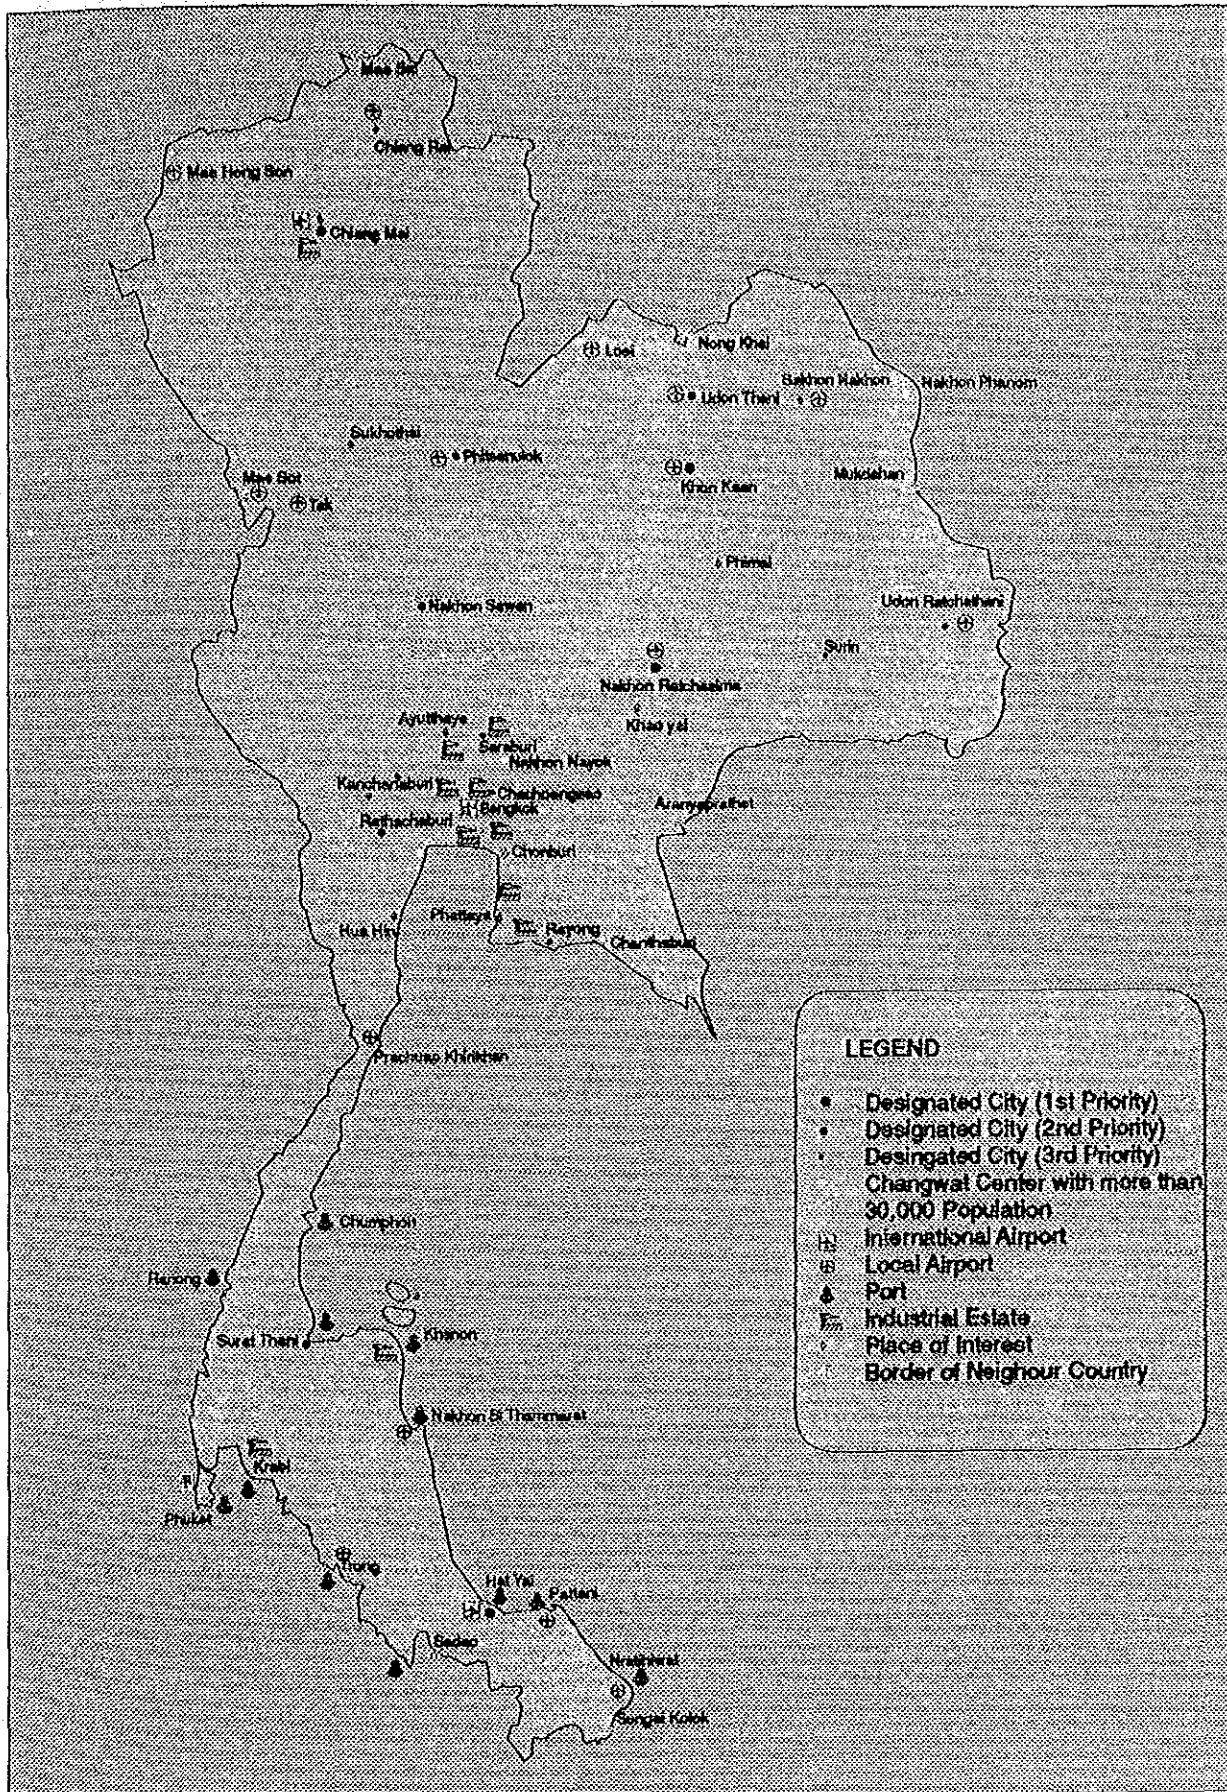 Mae Sai
Chiang Rai
Mae Hong Son
Chiang Mai
Loei
Nong Khai
Sakhon Nakhon
Nakhon Phanom
Udon Thani
Sukhothai
Phitsanulok
Khon Kaen
Mukdahan
Mae Sot
Tak
Phimai
Nakhon Sawan
Udon Ratchathani
Surin
Nakhon Ratchasima
Khao yai
Ayutthaya
Saraburi
Nakhon Nayok
Kanchanaburi
Chachoengsao
Aranyaprathet
Bangkok
Rathachaburi
Chonburi
Phattaya
Hua Hin
Rayong
Chanthaburi
Prachuap Khirikhan
LEGEND
Designated City (1st Priority)
Designated City (2nd Priority)
Desingated City (3rd Priority)
Changwat Center with more than
30,000 Population
International Airport
Local Airport
Port
Industrial Estate
Place of Interest
Border of Neighour Country
Chumphon
Ranong
Surat Thani
Khanon
Nakhon Si Thammarat
Krabi
Phuket
Trang
Hat Yai
Pattani
Sadao
Sungai Kolok